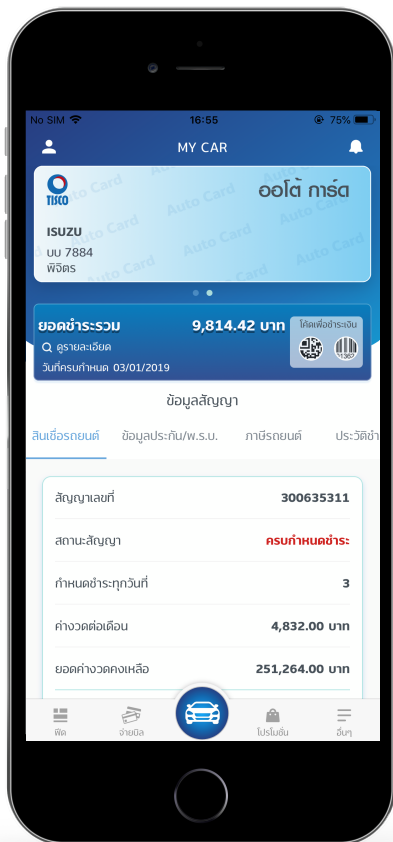 No SIM 16:55 75%
MY CAR
TISCO ออโต้ การ์ด
ISUZU
บบ 7884
พิจิตร
ยอดชำระรวม 9,814.42 บาท โค้ดเพื่อชำระเงิน
ดูรายละเอียด
วันที่ครบกำหนด 03/01/2019
ข้อมูลสัญญา
สินเชื่อรถยนต์ ข้อมูลประกัน/พ.ร.บ. ภาษีรถยนต์ ประวัติชำ
สัญญาเลขที่ 300635311
สถานะสัญญา ครบกำหนดชำระ
กำหนดชำระทุกวันที่ 3
ค่างวดต่อเดือน 4,832.00 บาท
ยอดค่างวดคงเหลือ 251,264.00 บาท
ฟีด จ่ายบิล โปรโมชั่น อื่นๆ